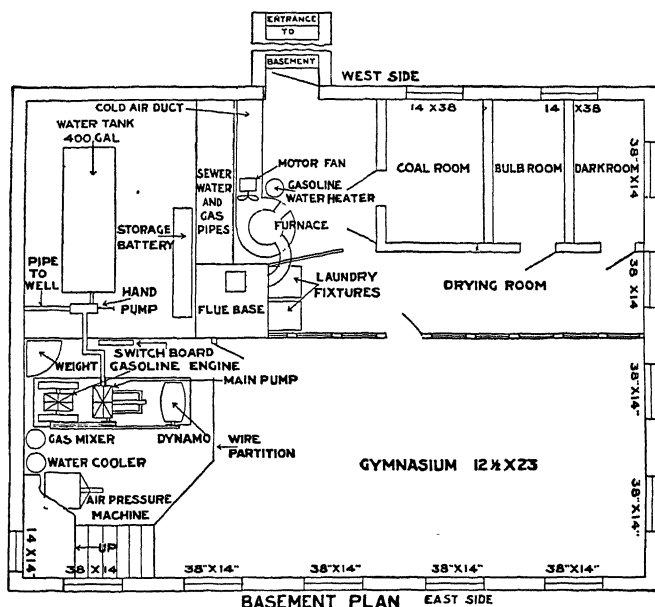 ENTRANCE
TO
BASEMENT
WEST SIDE
COLD AIR DUCT
14 X38
14 X38
WATER TANK
400 GAL
38"X14
MOTOR FAN
COAL ROOM
BULB ROOM
DARKROOM
SEWER
WATER
AND
GAS
PIPES
GASOLINE
WATER HEATER
STORAGE
BATTERY
FURNACE
PIPE
TO
WELL
HAND
PUMP
LAUNDRY
FIXTURES
DRYING ROOM
38 X14
FLUE BASE
SWITCH BOARD
GASOLINE ENGINE
WEIGHT
MAIN PUMP
38"X14"
GAS MIXER
DYNAMO
WIRE
PARTITION
WATER COOLER
GYMNASIUM 12½X23
AIR PRESSURE
MACHINE
38"X14"
14 X14"
UP
38 X14
38"X14"
38"X14"
38"X14"
38"X14"
BASEMENT PLAN
EAST SIDE